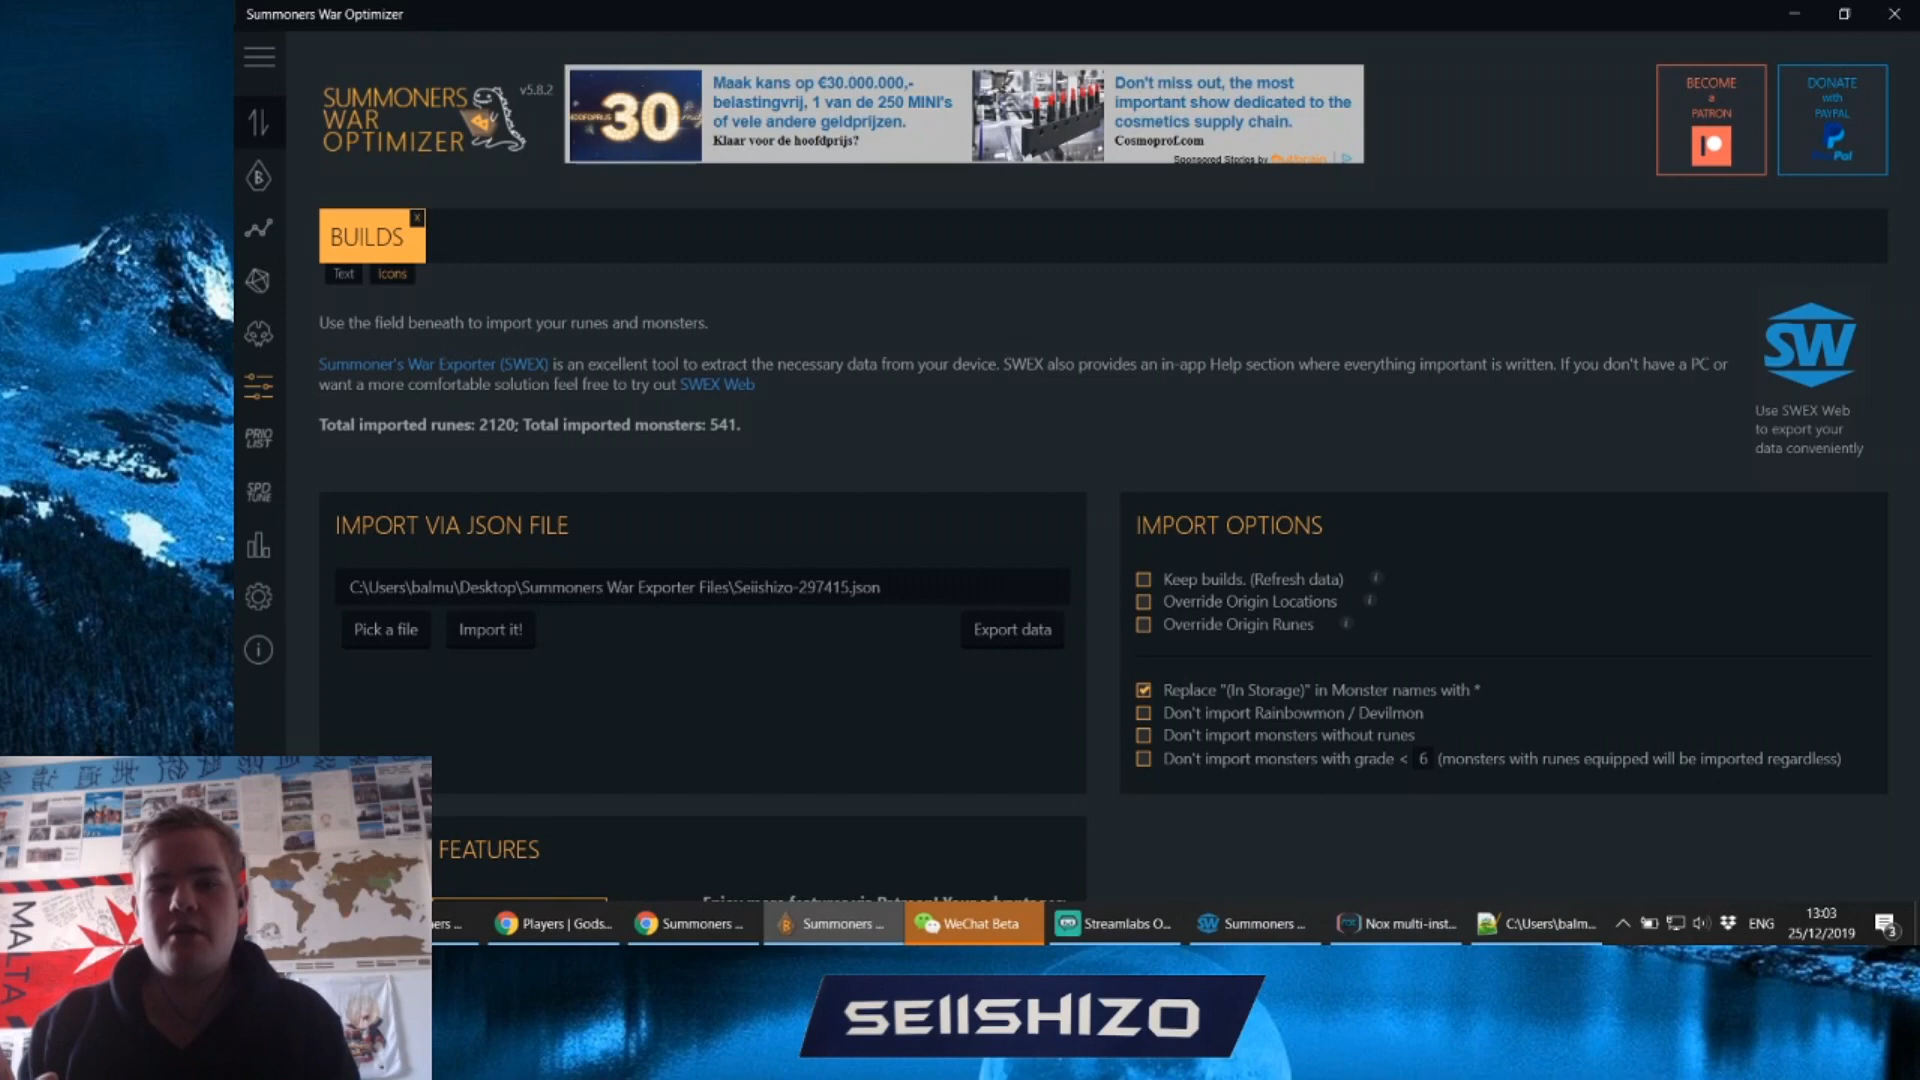 Summoners War Optimizer
SUMMONERS
WAR
OPTIMIZER
v5.8.2
30
Maak kans op €30.000.000,-
belastingvrij, 1 van de 250 MINI's
of vele andere geldprijzen.
Klaar voor de hoofdprijs?
Don't miss out, the most
important show dedicated to the
cosmetics supply chain.
Cosmoprof.com
Sponsored Stories by Outbrain
BECOME
a
PATRON
DONATE
with
PAYPAL
PayPal
BUILDS
X
Text
Icons
Use the field beneath to import your runes and monsters.
Summoner's War Exporter (SWEX) is an excellent tool to extract the necessary data from your device. SWEX also provides an in-app Help section where everything important is written. If you don't have a PC or
want a more comfortable solution feel free to try out SWEX Web
Total imported runes: 2120; Total imported monsters: 541.
SW
Use SWEX Web
to export your
data conveniently
PRIO
LIST
SPD
TUNE
IMPORT VIA JSON FILE
C:\Users\balmu\Desktop\Summoners War Exporter Files\Seiishizo-297415.json
Pick a file
Import it!
Export data
IMPORT OPTIONS
Keep builds. (Refresh data)
Override Origin Locations
Override Origin Runes
Replace "(In Storage)" in Monster names with *
Don't import Rainbowmon / Devilmon
Don't import monsters without runes
Don't import monsters with grade < 6 (monsters with runes equipped will be imported regardless)
FEATURES
ers ...
Players | Gods...
Summoners ...
Summoners ...
WeChat Beta
Streamlabs O...
Summoners ...
Nox multi-inst...
C:\Users\balm...
ENG
13:03
25/12/2019
3
MALTA
SEIISHIZO